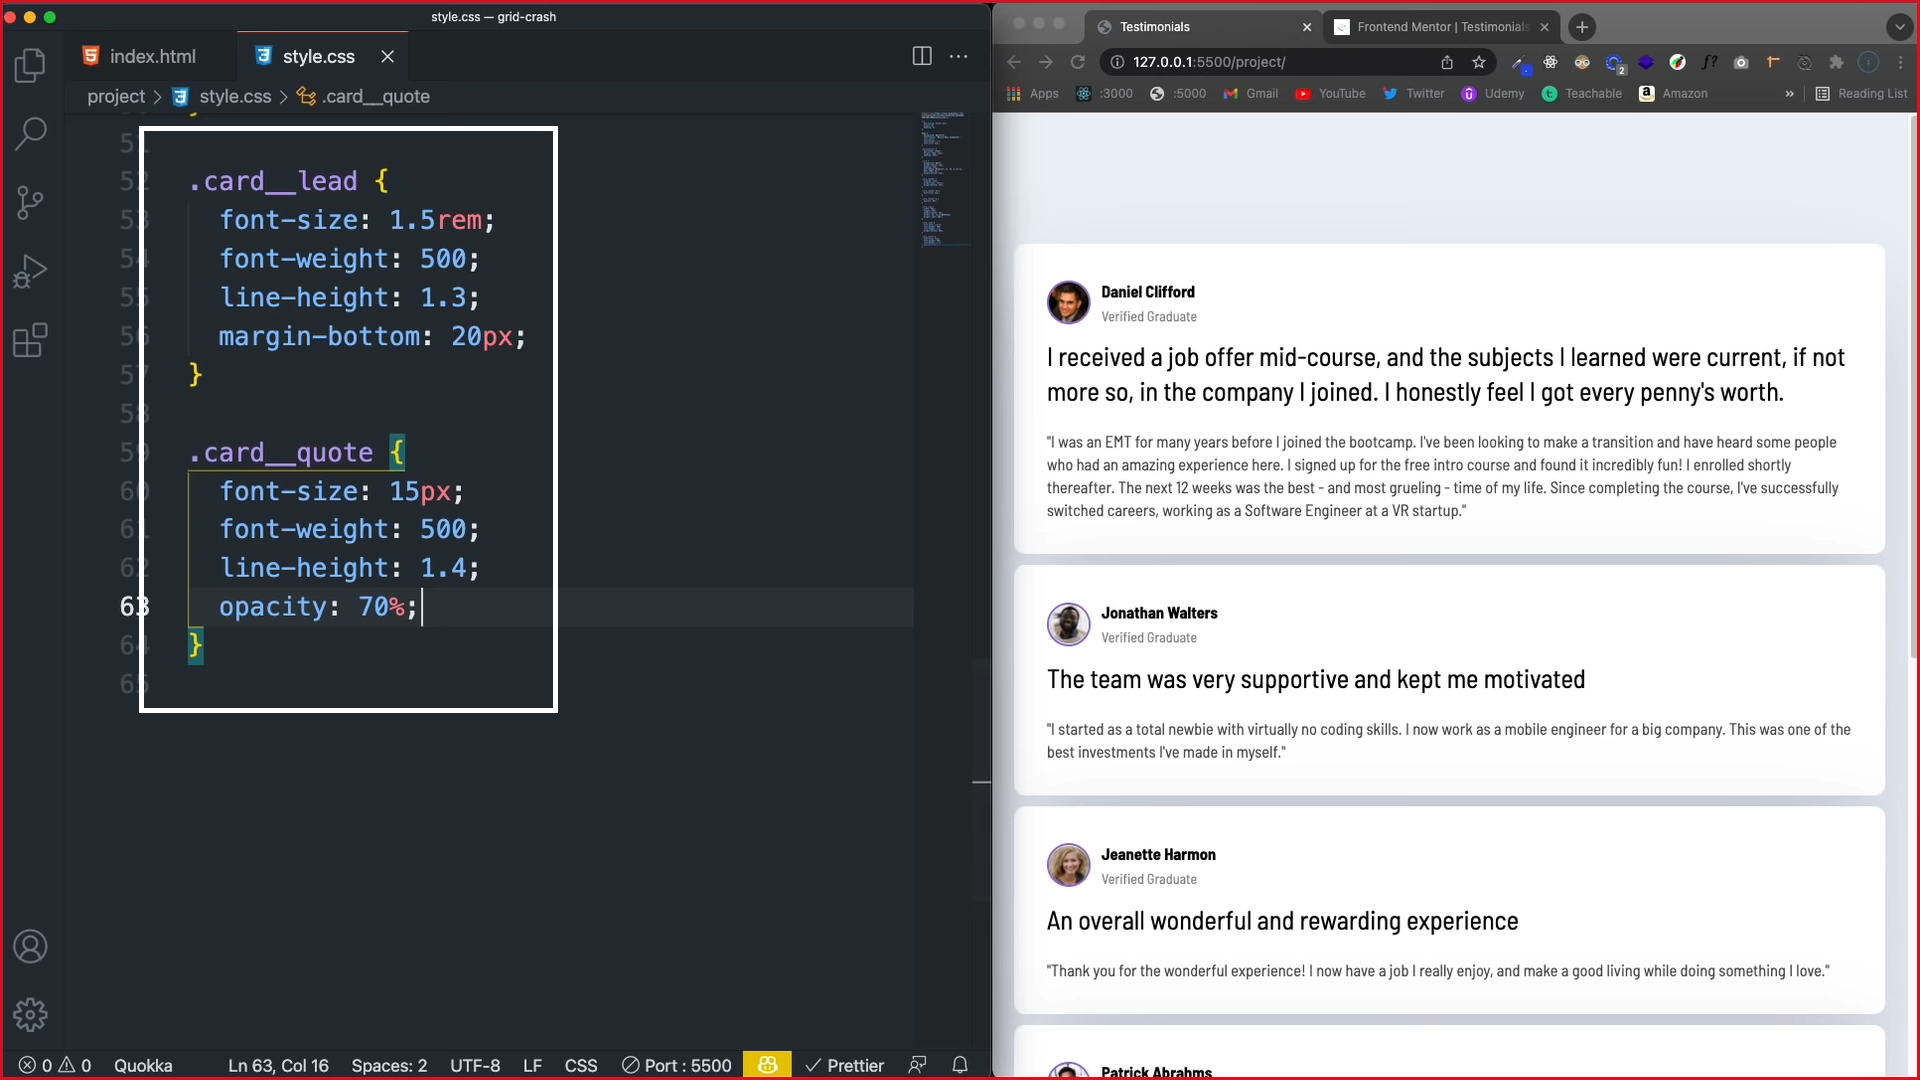 style.css — grid-crash
index.html
style.css
project > style.css > .card__quote
51
52 .card__lead {
53 font-size: 1.5rem;
54 font-weight: 500;
55 line-height: 1.3;
56 margin-bottom: 20px;
57 }
58
59 .card__quote {
60 font-size: 15px;
61 font-weight: 500;
62 line-height: 1.4;
63 opacity: 70%;
64 }
65
0 0 Quokka Ln 63, Col 16 Spaces: 2 UTF-8 LF CSS Port : 5500 Prettier
Testimonials
Frontend Mentor | Testimonials
127.0.0.1:5500/project/
2
f?
Apps :3000 :5000 Gmail YouTube Twitter Udemy Teachable Amazon » Reading List
Daniel Clifford
Verified Graduate
I received a job offer mid-course, and the subjects I learned were current, if not
more so, in the company I joined. I honestly feel I got every penny's worth.
"I was an EMT for many years before I joined the bootcamp. I've been looking to make a transition and have heard some people
who had an amazing experience here. I signed up for the free intro course and found it incredibly fun! I enrolled shortly
thereafter. The next 12 weeks was the best - and most grueling - time of my life. Since completing the course, I've successfully
switched careers, working as a Software Engineer at a VR startup."
Jonathan Walters
Verified Graduate
The team was very supportive and kept me motivated
"I started as a total newbie with virtually no coding skills. I now work as a mobile engineer for a big company. This was one of the
best investments I've made in myself."
Jeanette Harmon
Verified Graduate
An overall wonderful and rewarding experience
"Thank you for the wonderful experience! I now have a job I really enjoy, and make a good living while doing something I love."
Patrick Abrahms